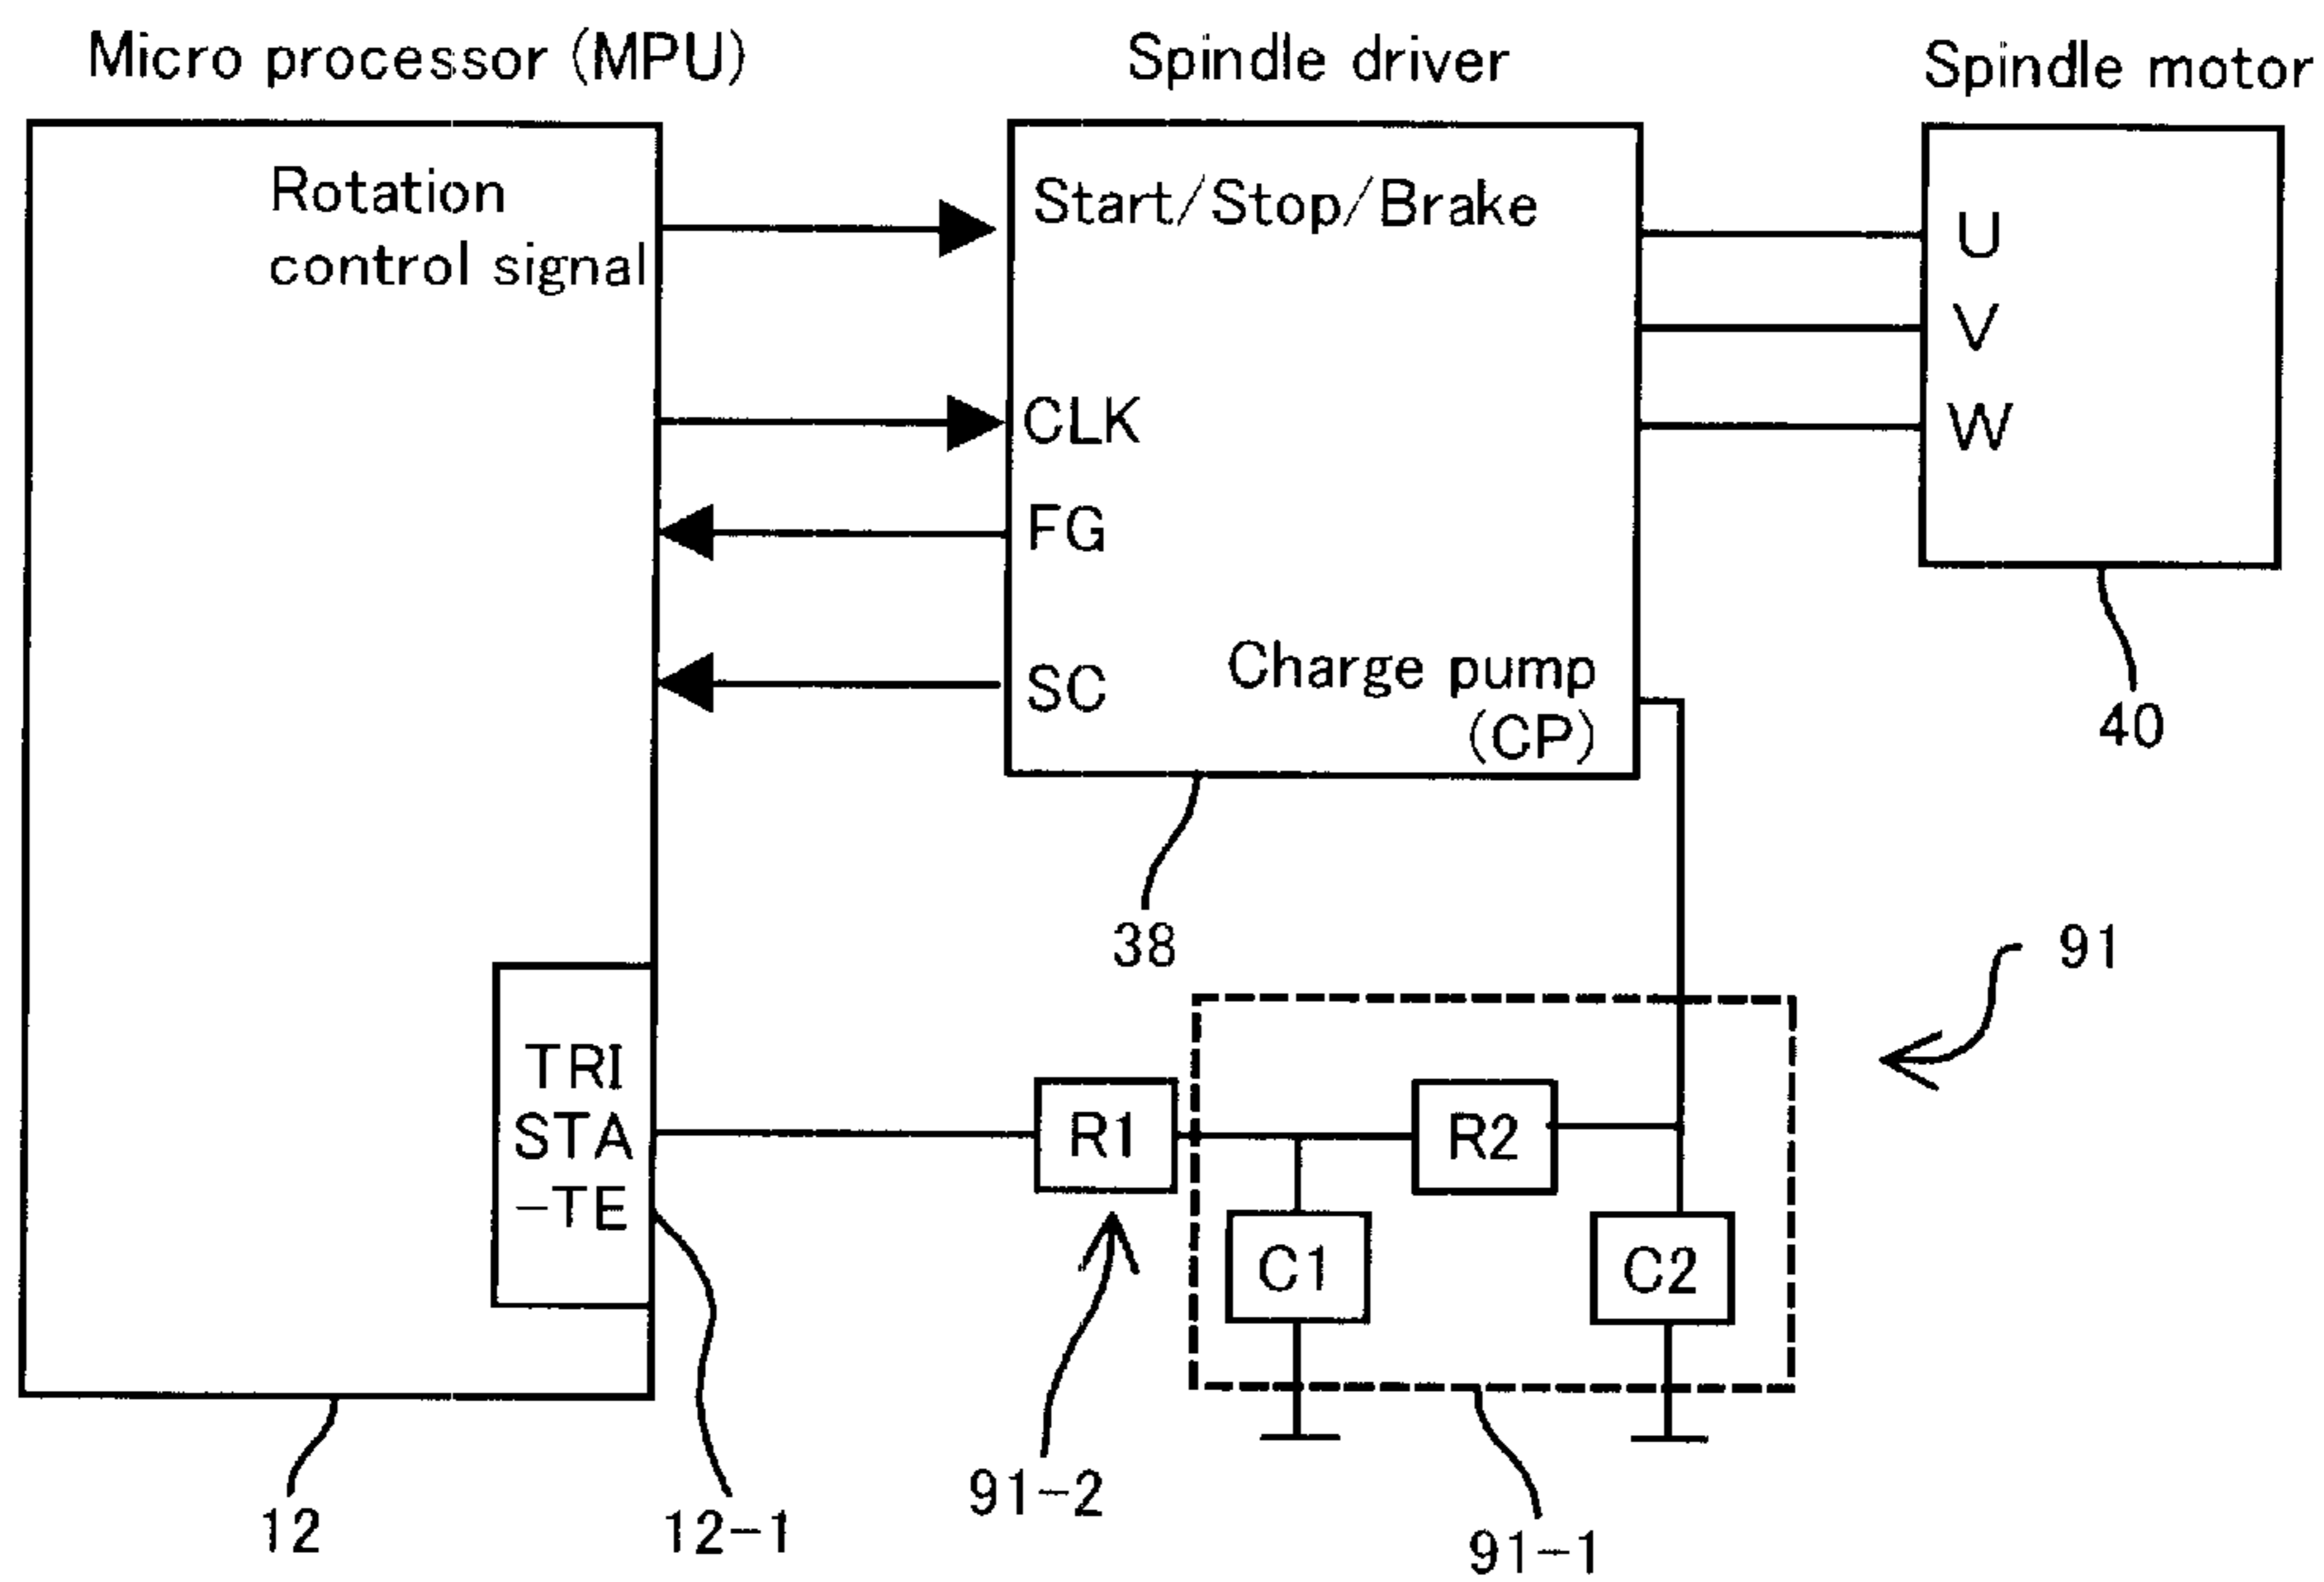 Micro processor (MPU)
Spindle driver
Spindle motor
Rotation
control signal
Start/Stop/Brake
CLK
FG
SC
Charge pump
(CP)
U
V
W
40
38
91
TRI
STA
-TE
R1
R2
C1
C2
12
12-1
91-2
91-1